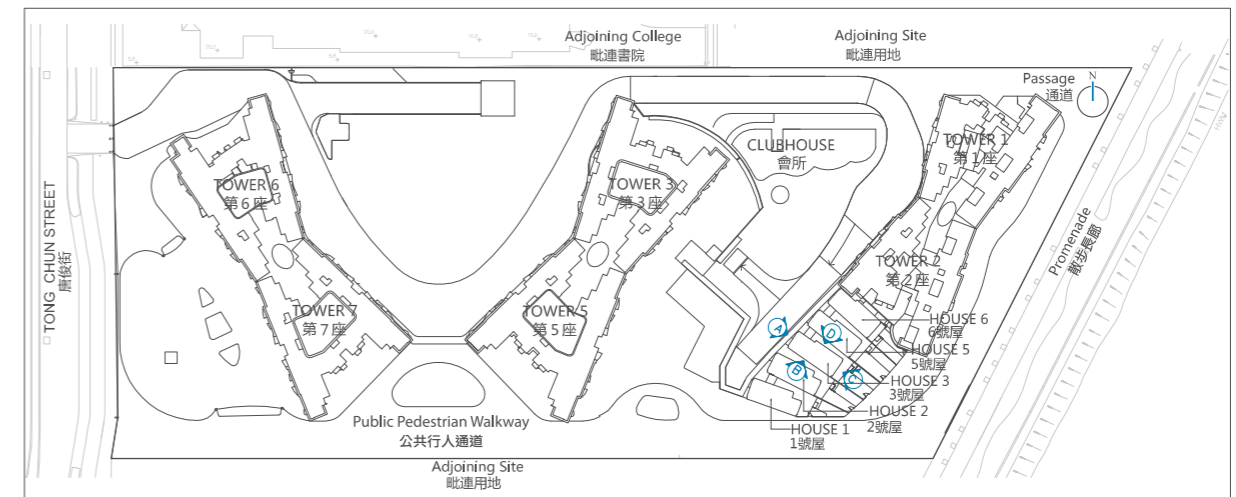 Adjoining College
毗連書院
Adjoining Site
毗連用地
Passage
通道
N
CLUBHOUSE
會所
TOWER 1
第1座
TOWER 6
第6座
TOWER 3
第3座
TONG CHUN STREET
唐俊街
Promenade
散步長廊
TOWER 2
第2座
TOWER 7
第7座
TOWER 5
第5座
A
D
B
C
HOUSE 6
6號屋
HOUSE 5
5號屋
HOUSE 3
3號屋
HOUSE 2
2號屋
HOUSE 1
1號屋
Public Pedestrian Walkway
公共行人通道
Adjoining Site
毗連用地